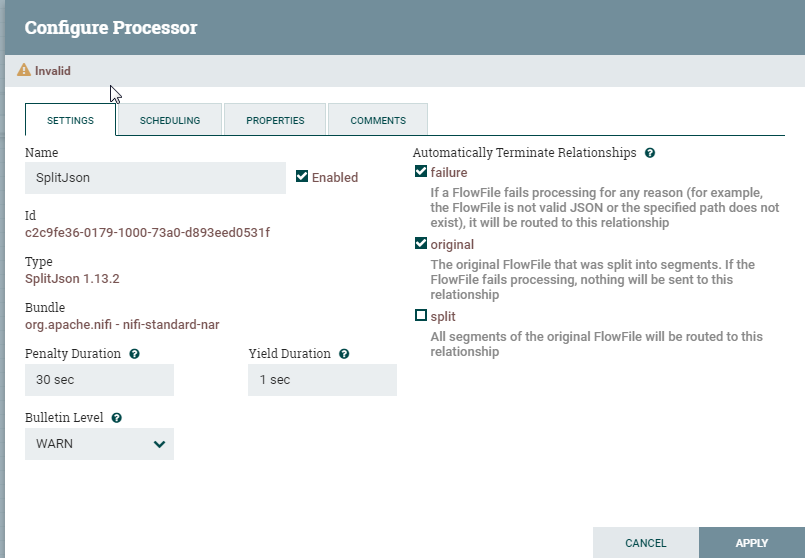 Configure Processor
Invalid
SETTINGS
SCHEDULING
PROPERTIES
COMMENTS
Name
SplitJson
Enabled
Id
c2c9fe36-0179-1000-73a0-d893eed0531f
Type
SplitJson 1.13.2
Bundle
org.apache.nifi - nifi-standard-nar
Penalty Duration
30 sec
Yield Duration
1 sec
Bulletin Level
WARN
Automatically Terminate Relationships
failure
If a FlowFile fails processing for any reason (for example,
the FlowFile is not valid JSON or the specified path does not
exist), it will be routed to this relationship
original
The original FlowFile that was split into segments. If the
FlowFile fails processing, nothing will be sent to this
relationship
split
All segments of the original FlowFile will be routed to this
relationship
CANCEL
APPLY